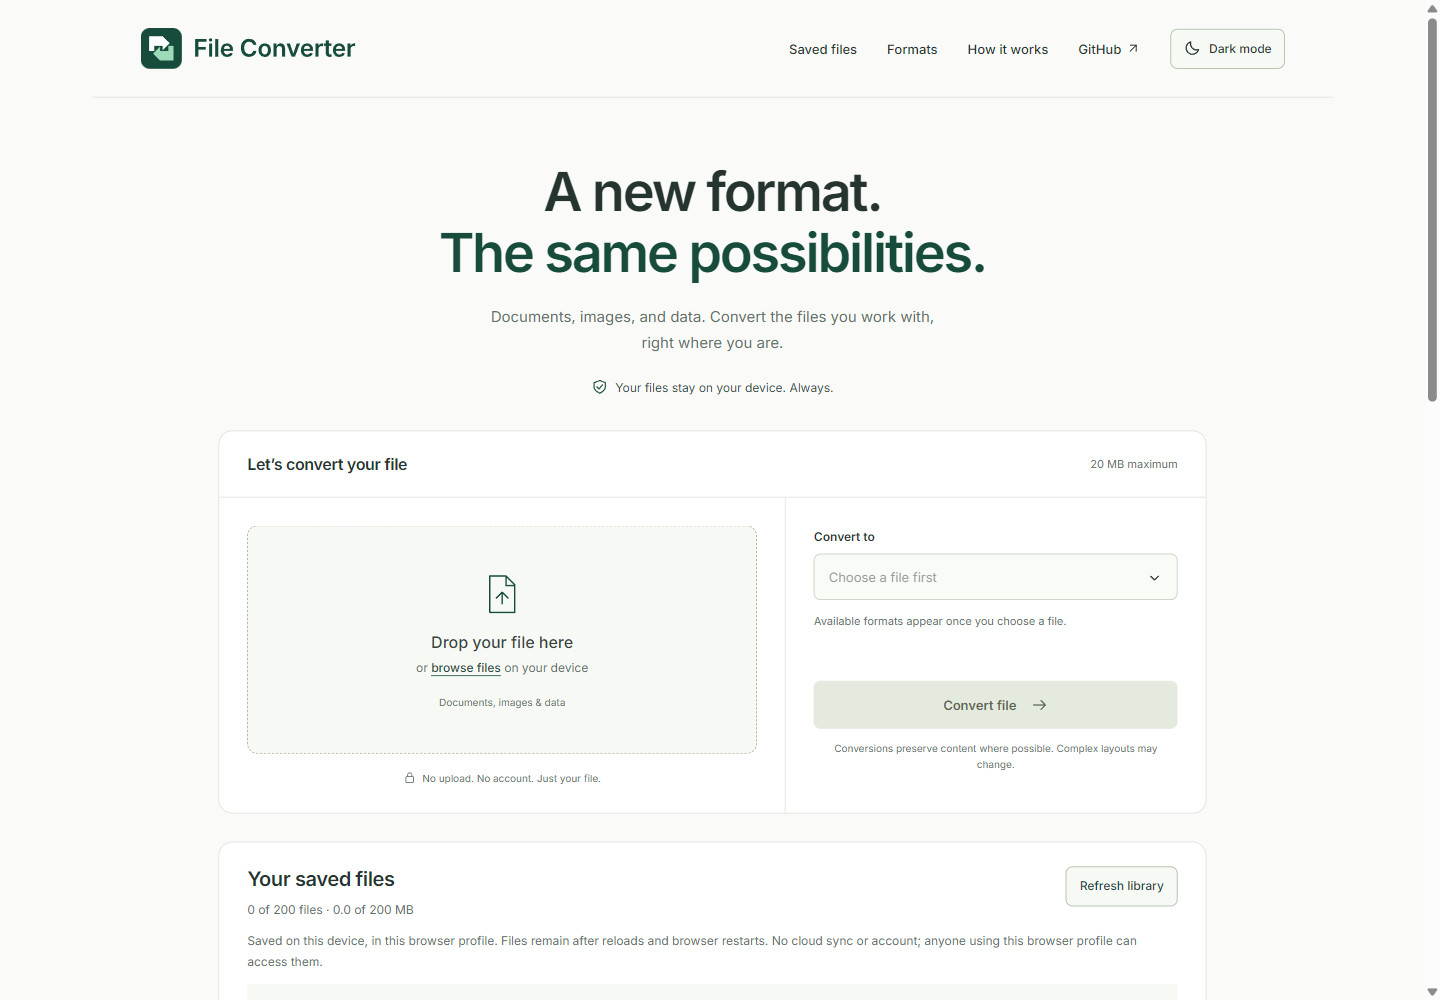 File Converter
Saved files
Formats
How it works
GitHub
Dark mode
A new format.
The same possibilities.
Documents, images, and data. Convert the files you work with,
right where you are.
Your files stay on your device. Always.
Let’s convert your file
20 MB maximum
Drop your file here
or browse files on your device
Documents, images & data
No upload. No account. Just your file.
Convert to
Choose a file first
Available formats appear once you choose a file.
Convert file
Conversions preserve content where possible. Complex layouts may
change.
Your saved files
Refresh library
0 of 200 files · 0.0 of 200 MB
Saved on this device, in this browser profile. Files remain after reloads and browser restarts. No cloud sync or account; anyone using this browser profile can
access them.